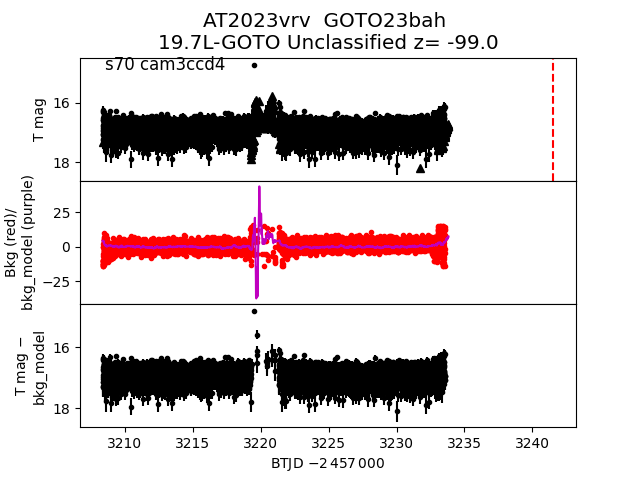 AT2023vrv GOTO23bah
19.7L-GOTO Unclassified z= -99.0
s70 cam3ccd4
T mag
16
18
Bkg (red)/
bkg_model (purple)
25
0
−25
T mag −
bkg_model
16
18
3210 3215 3220 3225 3230 3235 3240
BTJD −2 457 000